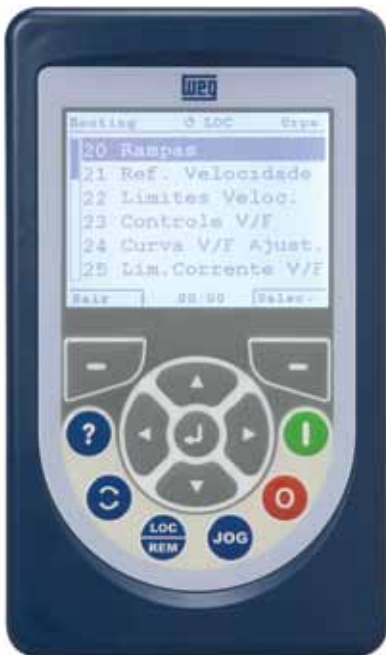 WEG
LOC
20 Rampas
21 Ref. Velocidade
22 Limites Veloc.
23 Controle V/F
24 Curva V/F Ajust.
25 Lim.Corrente V/F
Sair 00:00 Selec.
?
I
O
LOC
REM
JOG